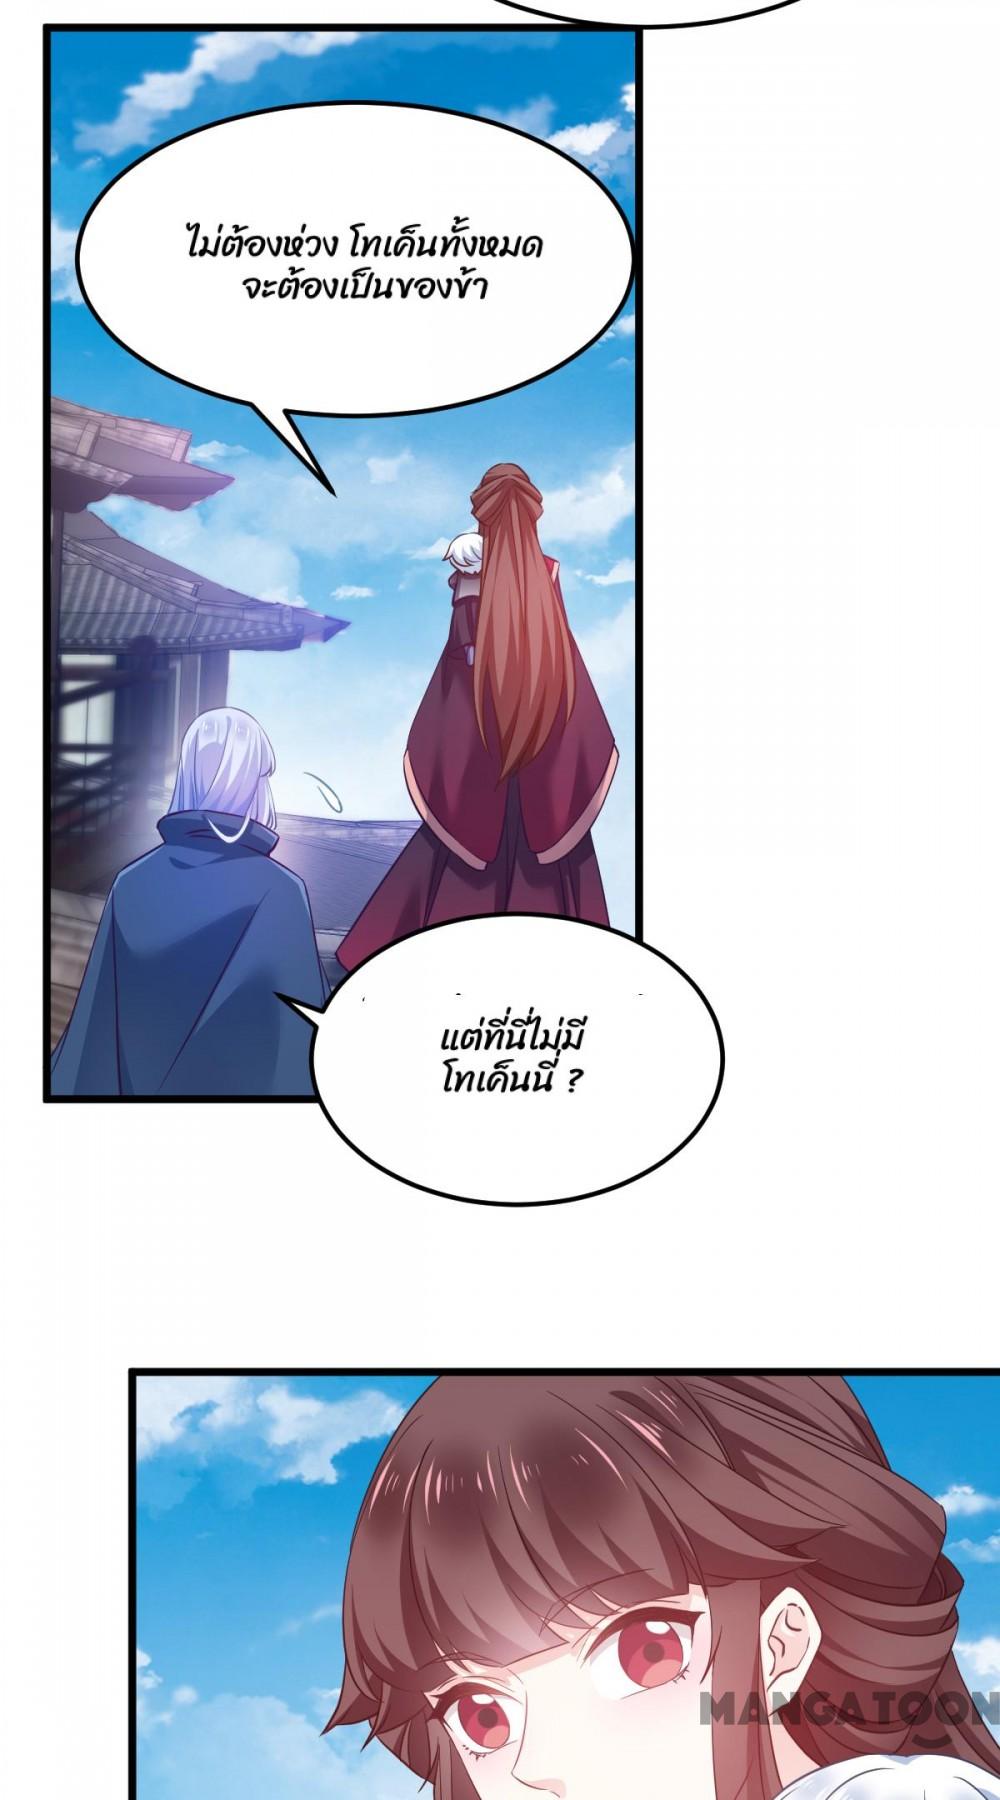 ไม่ต้องห่วง โทเค็นทั้งหมด
จะต้องเป็นของข้า
แต่ที่นี่ไม่มี
โทเค็นนี่ ?
MANGATOON